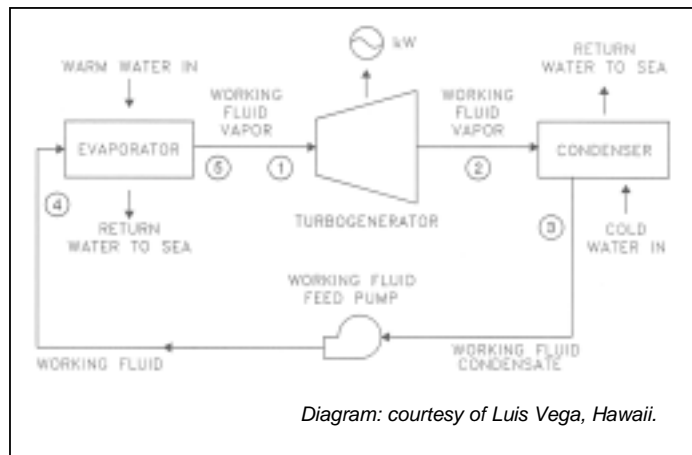 kW
WARM WATER IN
RETURN
WATER TO SEA
WORKING
FLUID
VAPOR
WORKING
FLUID
VAPOR
EVAPORATOR
CONDENSER
5
1
2
4
3
RETURN
WATER TO SEA
TURBOGENERATOR
COLD
WATER IN
WORKING FLUID
FEED PUMP
WORKING FLUID
WORKING FLUID
CONDENSATE
Diagram: courtesy of Luis Vega, Hawaii.